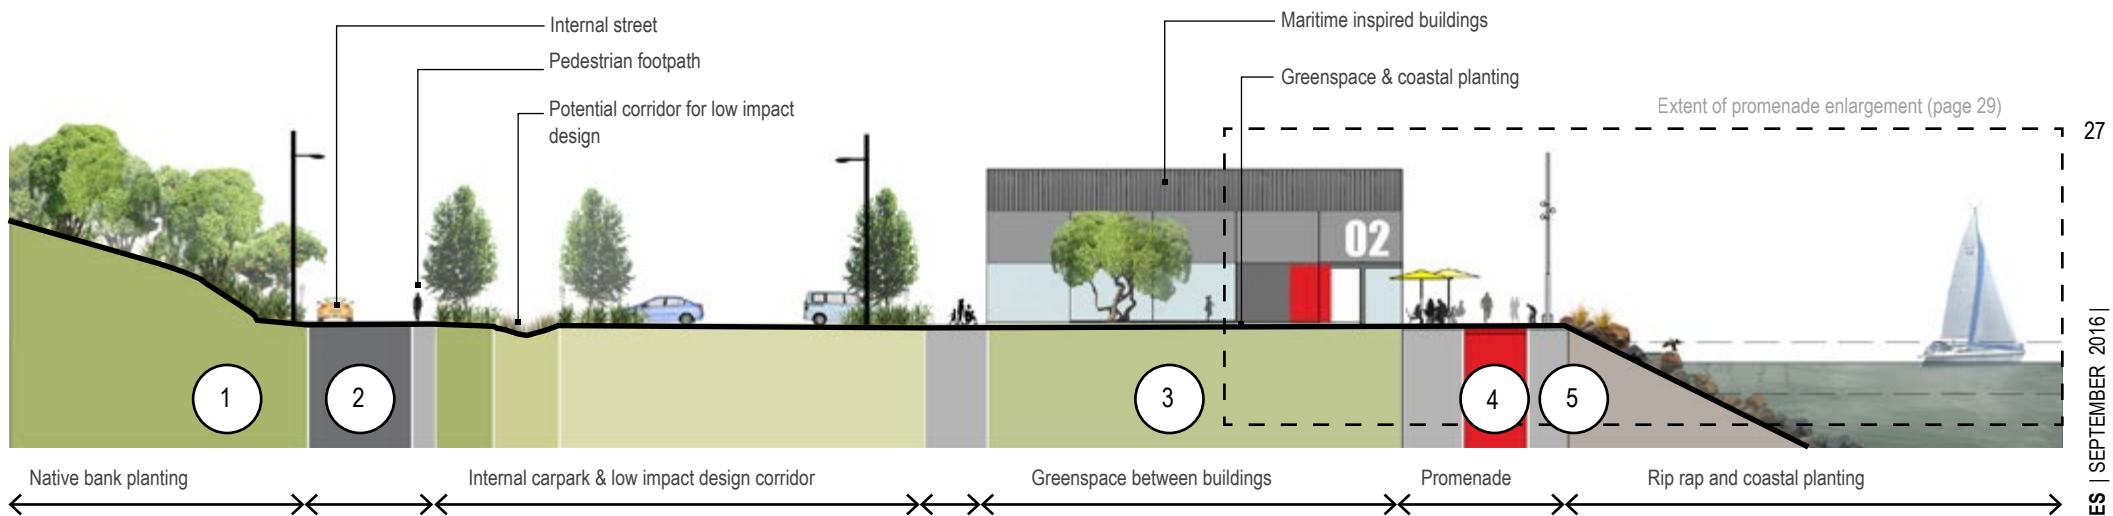 Internal street
Pedestrian footpath
Potential corridor for low impact
design
Maritime inspired buildings
Greenspace & coastal planting
Extent of promenade enlargement (page 29)
27
02
1
2
3
4
5
Native bank planting
Internal carpark & low impact design corridor
Greenspace between buildings
Promenade
Rip rap and coastal planting
ES | SEPTEMBER 2016 |